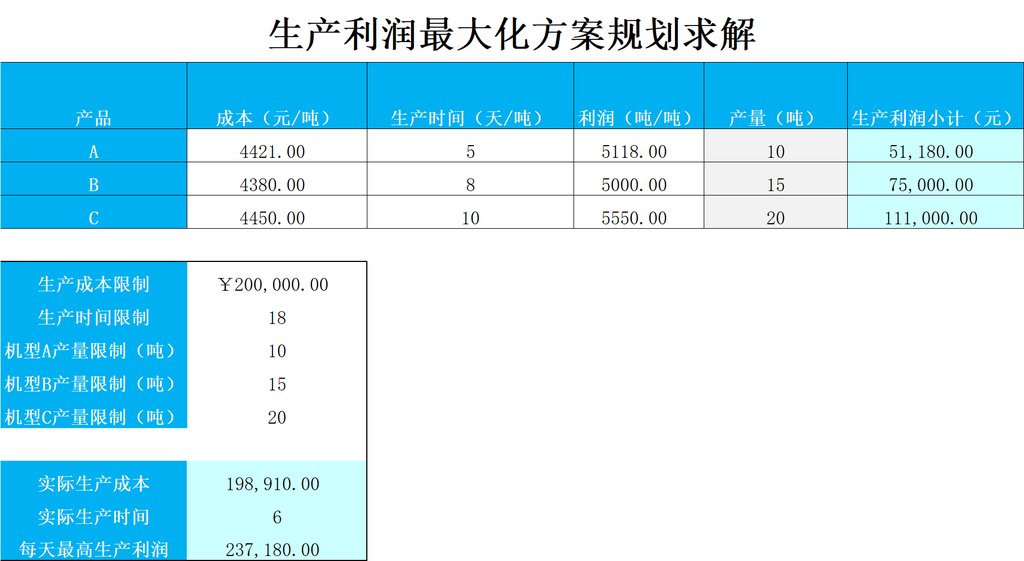 生产利润最大化方案规划求解
产品 成本（元/吨） 生产时间（天/吨） 利润（吨/吨） 产量（吨） 生产利润小计（元）
A 4421.00 5 5118.00 10 51,180.00
B 4380.00 8 5000.00 15 75,000.00
C 4450.00 10 5550.00 20 111,000.00
生产成本限制 ￥200,000.00
生产时间限制 18
机型A产量限制（吨） 10
机型B产量限制（吨） 15
机型C产量限制（吨） 20
实际生产成本 198,910.00
实际生产时间 6
每天最高生产利润 237,180.00